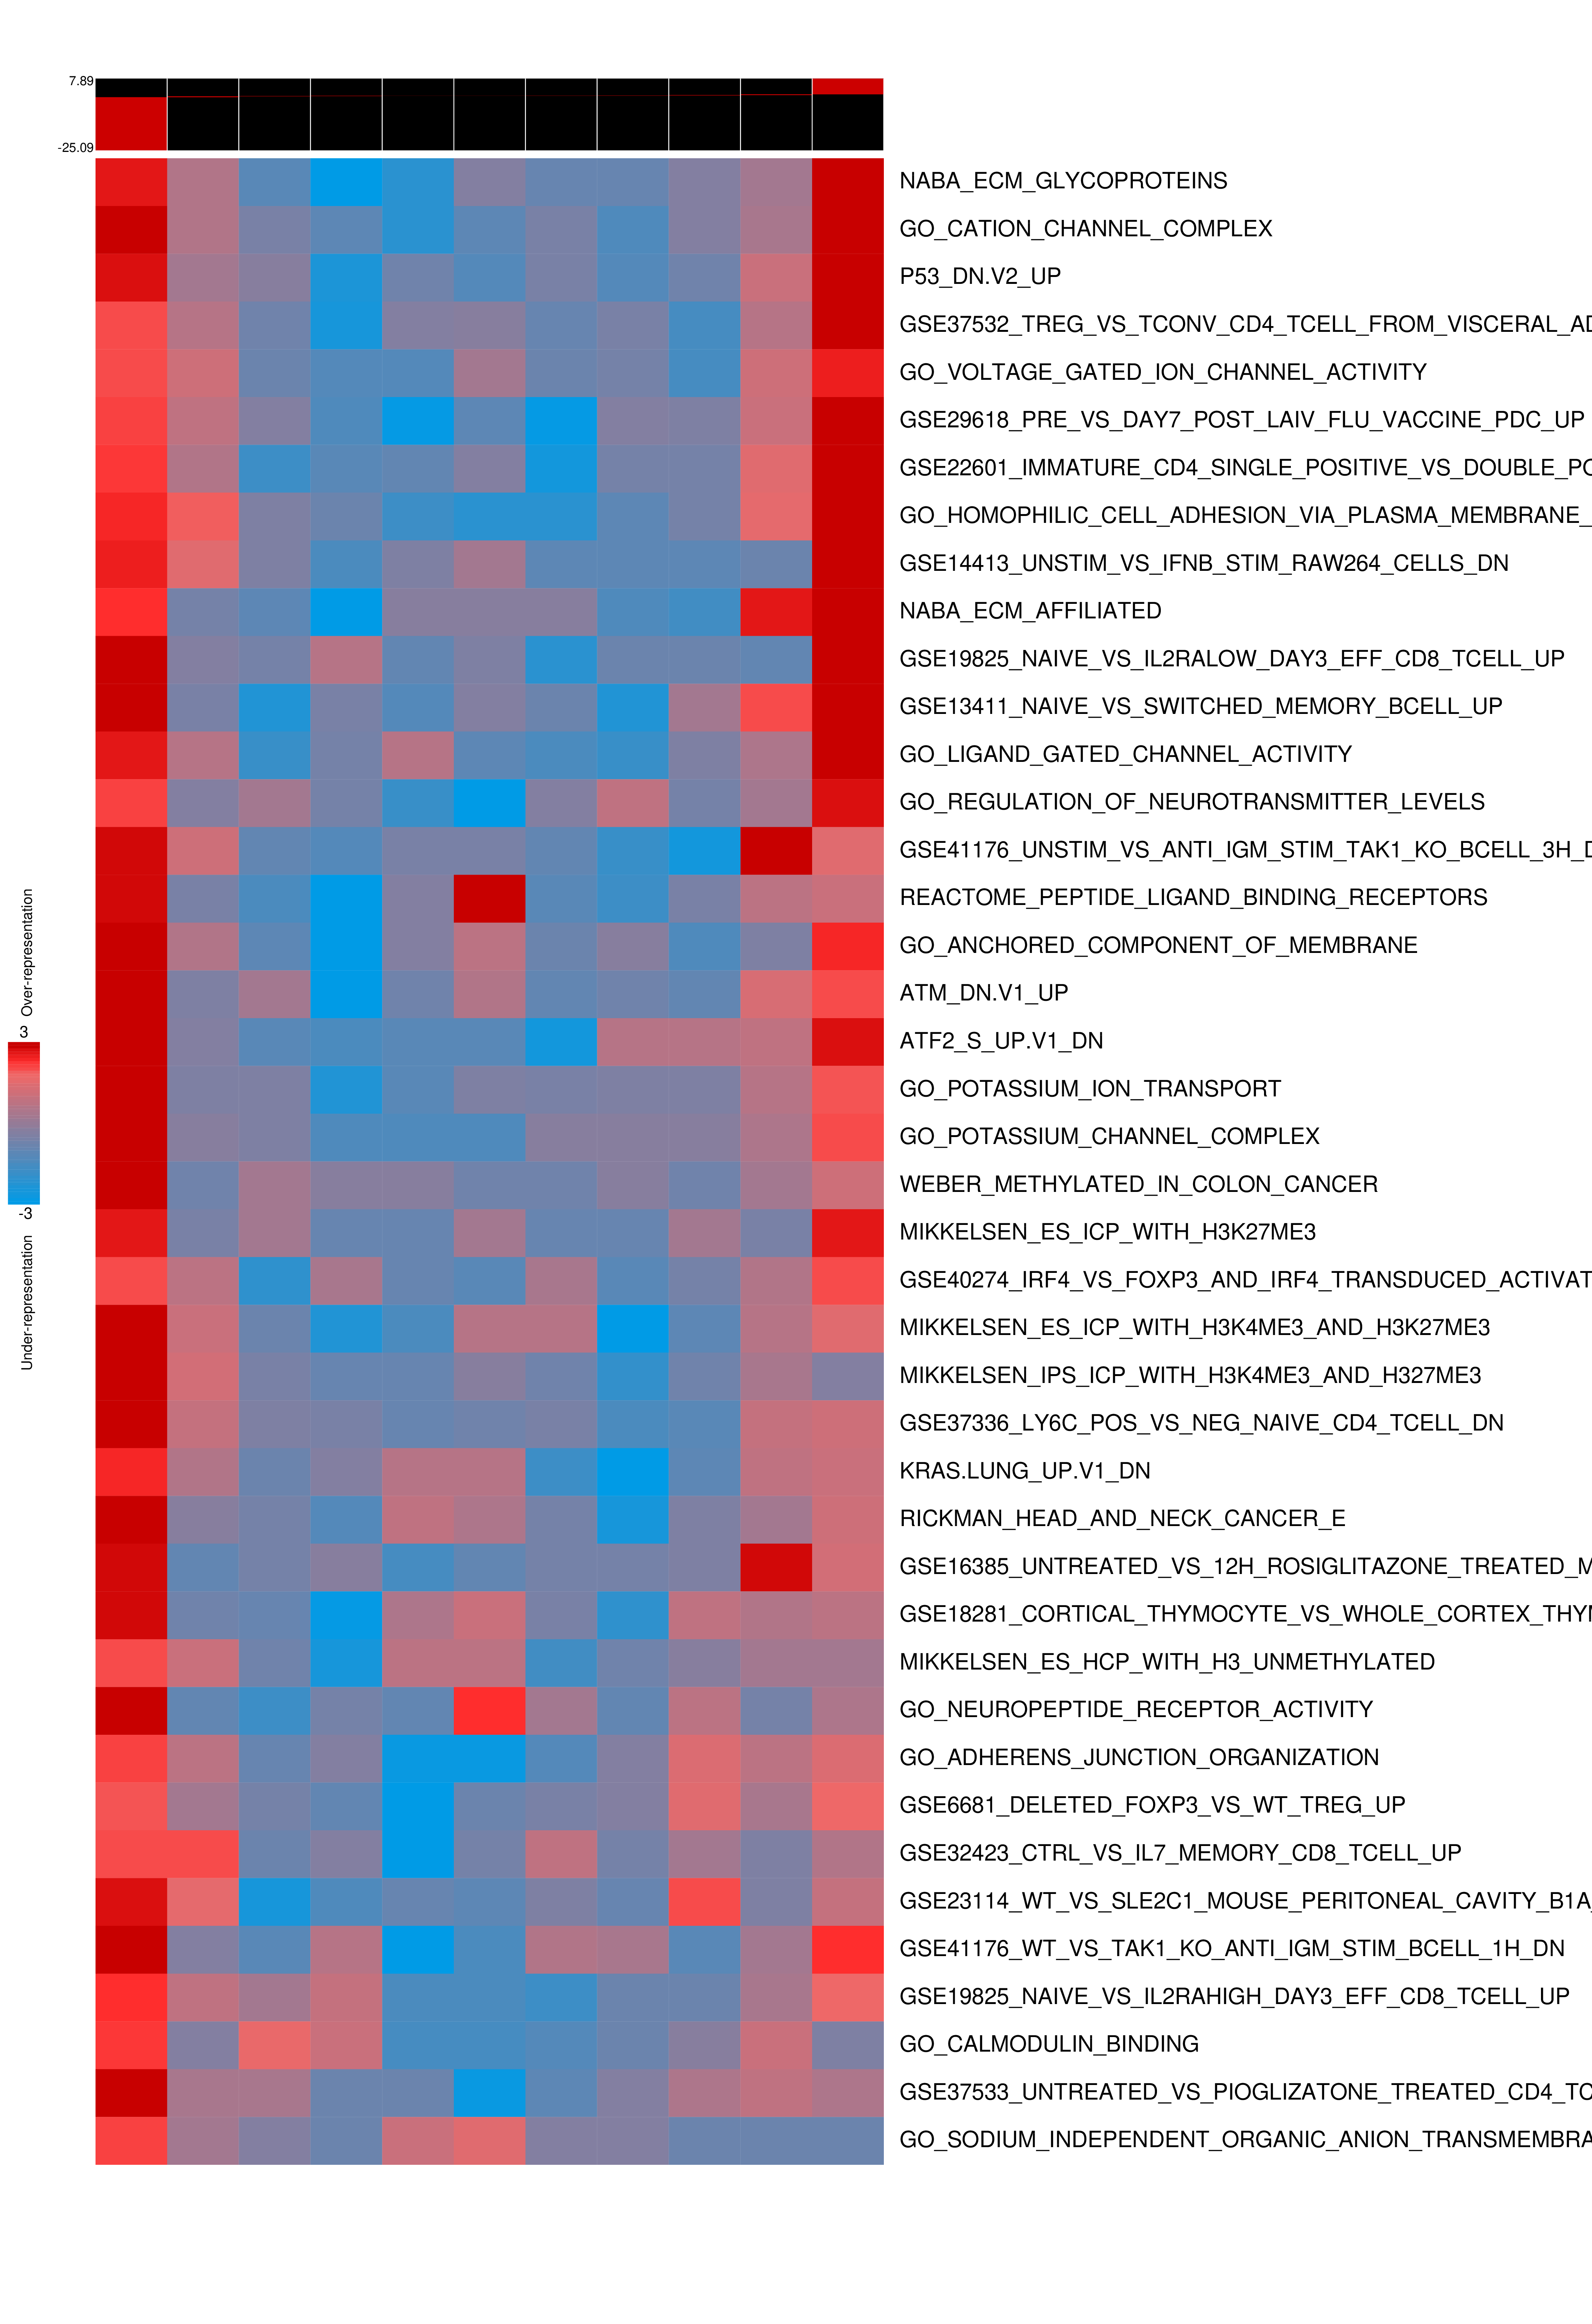 7.89
-25.09
NABA_ECM_GLYCOPROTEINS
GO_CATION_CHANNEL_COMPLEX
P53_DN.V2_UP
GSE37532_TREG_VS_TCONV_CD4_TCELL_FROM_VISCERAL_AD
GO_VOLTAGE_GATED_ION_CHANNEL_ACTIVITY
GSE29618_PRE_VS_DAY7_POST_LAIV_FLU_VACCINE_PDC_UP
GSE22601_IMMATURE_CD4_SINGLE_POSITIVE_VS_DOUBLE_PO
GO_HOMOPHILIC_CELL_ADHESION_VIA_PLASMA_MEMBRANE_
GSE14413_UNSTIM_VS_IFNB_STIM_RAW264_CELLS_DN
NABA_ECM_AFFILIATED
GSE19825_NAIVE_VS_IL2RALOW_DAY3_EFF_CD8_TCELL_UP
GSE13411_NAIVE_VS_SWITCHED_MEMORY_BCELL_UP
GO_LIGAND_GATED_CHANNEL_ACTIVITY
GO_REGULATION_OF_NEUROTRANSMITTER_LEVELS
GSE41176_UNSTIM_VS_ANTI_IGM_STIM_TAK1_KO_BCELL_3H_D
REACTOME_PEPTIDE_LIGAND_BINDING_RECEPTORS
GO_ANCHORED_COMPONENT_OF_MEMBRANE
ATM_DN.V1_UP
ATF2_S_UP.V1_DN
GO_POTASSIUM_ION_TRANSPORT
GO_POTASSIUM_CHANNEL_COMPLEX
WEBER_METHYLATED_IN_COLON_CANCER
MIKKELSEN_ES_ICP_WITH_H3K27ME3
GSE40274_IRF4_VS_FOXP3_AND_IRF4_TRANSDUCED_ACTIVAT
MIKKELSEN_ES_ICP_WITH_H3K4ME3_AND_H3K27ME3
MIKKELSEN_IPS_ICP_WITH_H3K4ME3_AND_H327ME3
GSE37336_LY6C_POS_VS_NEG_NAIVE_CD4_TCELL_DN
KRAS.LUNG_UP.V1_DN
RICKMAN_HEAD_AND_NECK_CANCER_E
GSE16385_UNTREATED_VS_12H_ROSIGLITAZONE_TREATED_M
GSE18281_CORTICAL_THYMOCYTE_VS_WHOLE_CORTEX_THYM
MIKKELSEN_ES_HCP_WITH_H3_UNMETHYLATED
GO_NEUROPEPTIDE_RECEPTOR_ACTIVITY
GO_ADHERENS_JUNCTION_ORGANIZATION
GSE6681_DELETED_FOXP3_VS_WT_TREG_UP
GSE32423_CTRL_VS_IL7_MEMORY_CD8_TCELL_UP
GSE23114_WT_VS_SLE2C1_MOUSE_PERITONEAL_CAVITY_B1A_
GSE41176_WT_VS_TAK1_KO_ANTI_IGM_STIM_BCELL_1H_DN
GSE19825_NAIVE_VS_IL2RAHIGH_DAY3_EFF_CD8_TCELL_UP
GO_CALMODULIN_BINDING
GSE37533_UNTREATED_VS_PIOGLIZATONE_TREATED_CD4_TC
GO_SODIUM_INDEPENDENT_ORGANIC_ANION_TRANSMEMBRA
Over-representation
3
-3
Under-representation